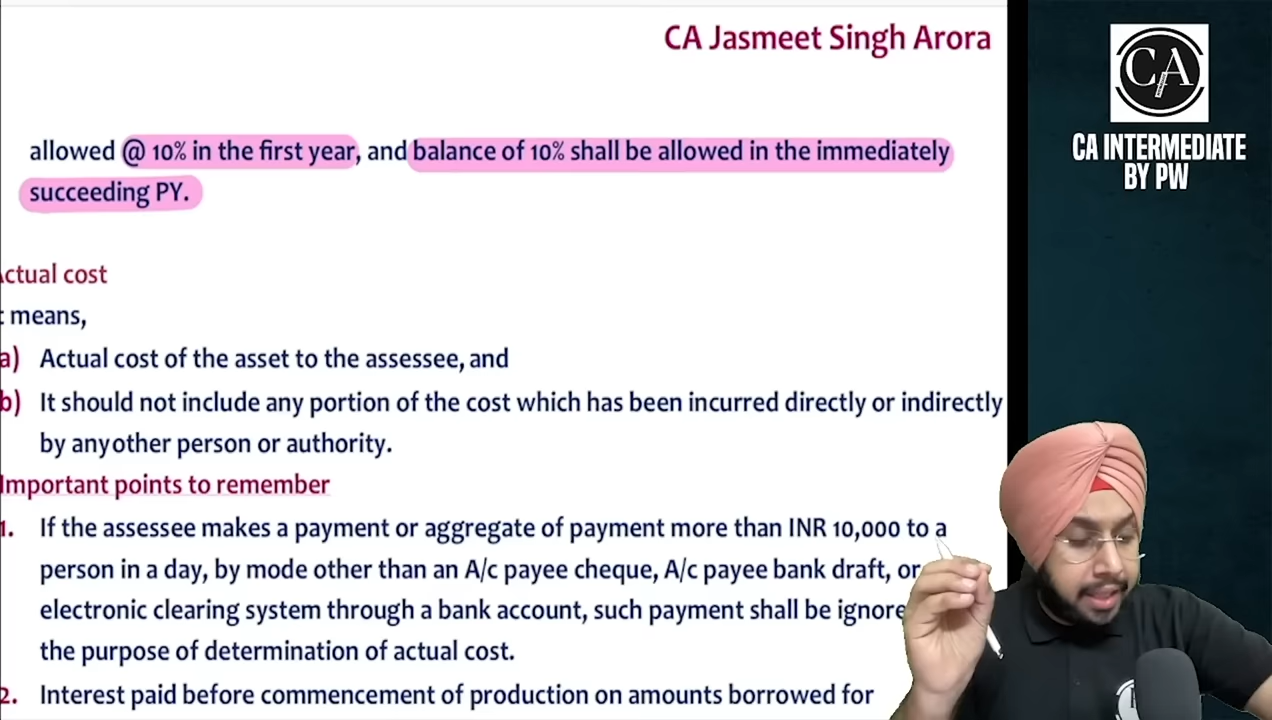 CA Jasmeet Singh Arora
allowed @ 10% in the first year, and balance of 10% shall be allowed in the immediately
succeeding PY.
Actual cost
means,
a) Actual cost of the asset to the assessee, and
b) It should not include any portion of the cost which has been incurred directly or indirectly
by any other person or authority.
Important points to remember
1. If the assessee makes a payment or aggregate of payment more than INR 10,000 to a
person in a day, by mode other than an A/c payee cheque, A/c payee bank draft, or
electronic clearing system through a bank account, such payment shall be ignore
the purpose of determination of actual cost.
2. Interest paid before commencement of production on amounts borrowed for
CA
CA INTERMEDIATE
BY PW